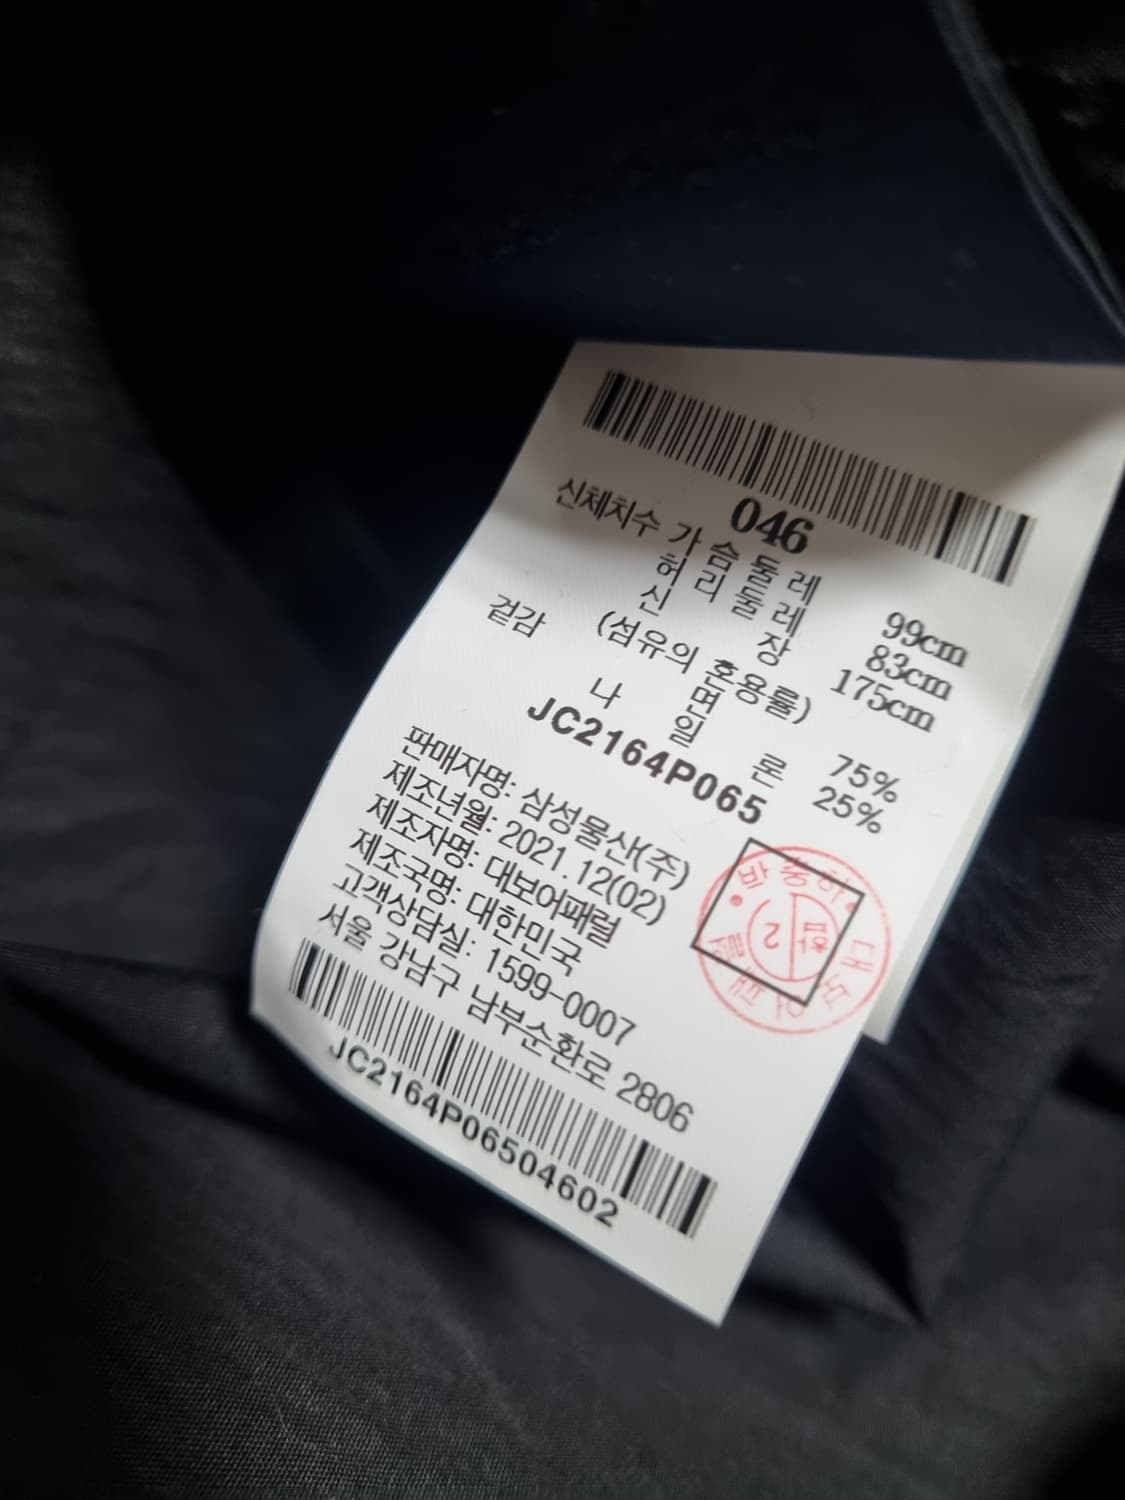 046
신체치수 가슴둘레 99cm
허리둘레 83cm
신장 175cm
(섬유의 혼용률)
겉감 면 75%
나일론 25%
JC2164P065
판매자명: 삼성물산(주)
제조년월: 2021.12(02)
제조자명: 대보어패럴
제조국명: 대한민국
고객상담실: 1599-0007
서울 강남구 남부순환로 2806
JC2164P06504602